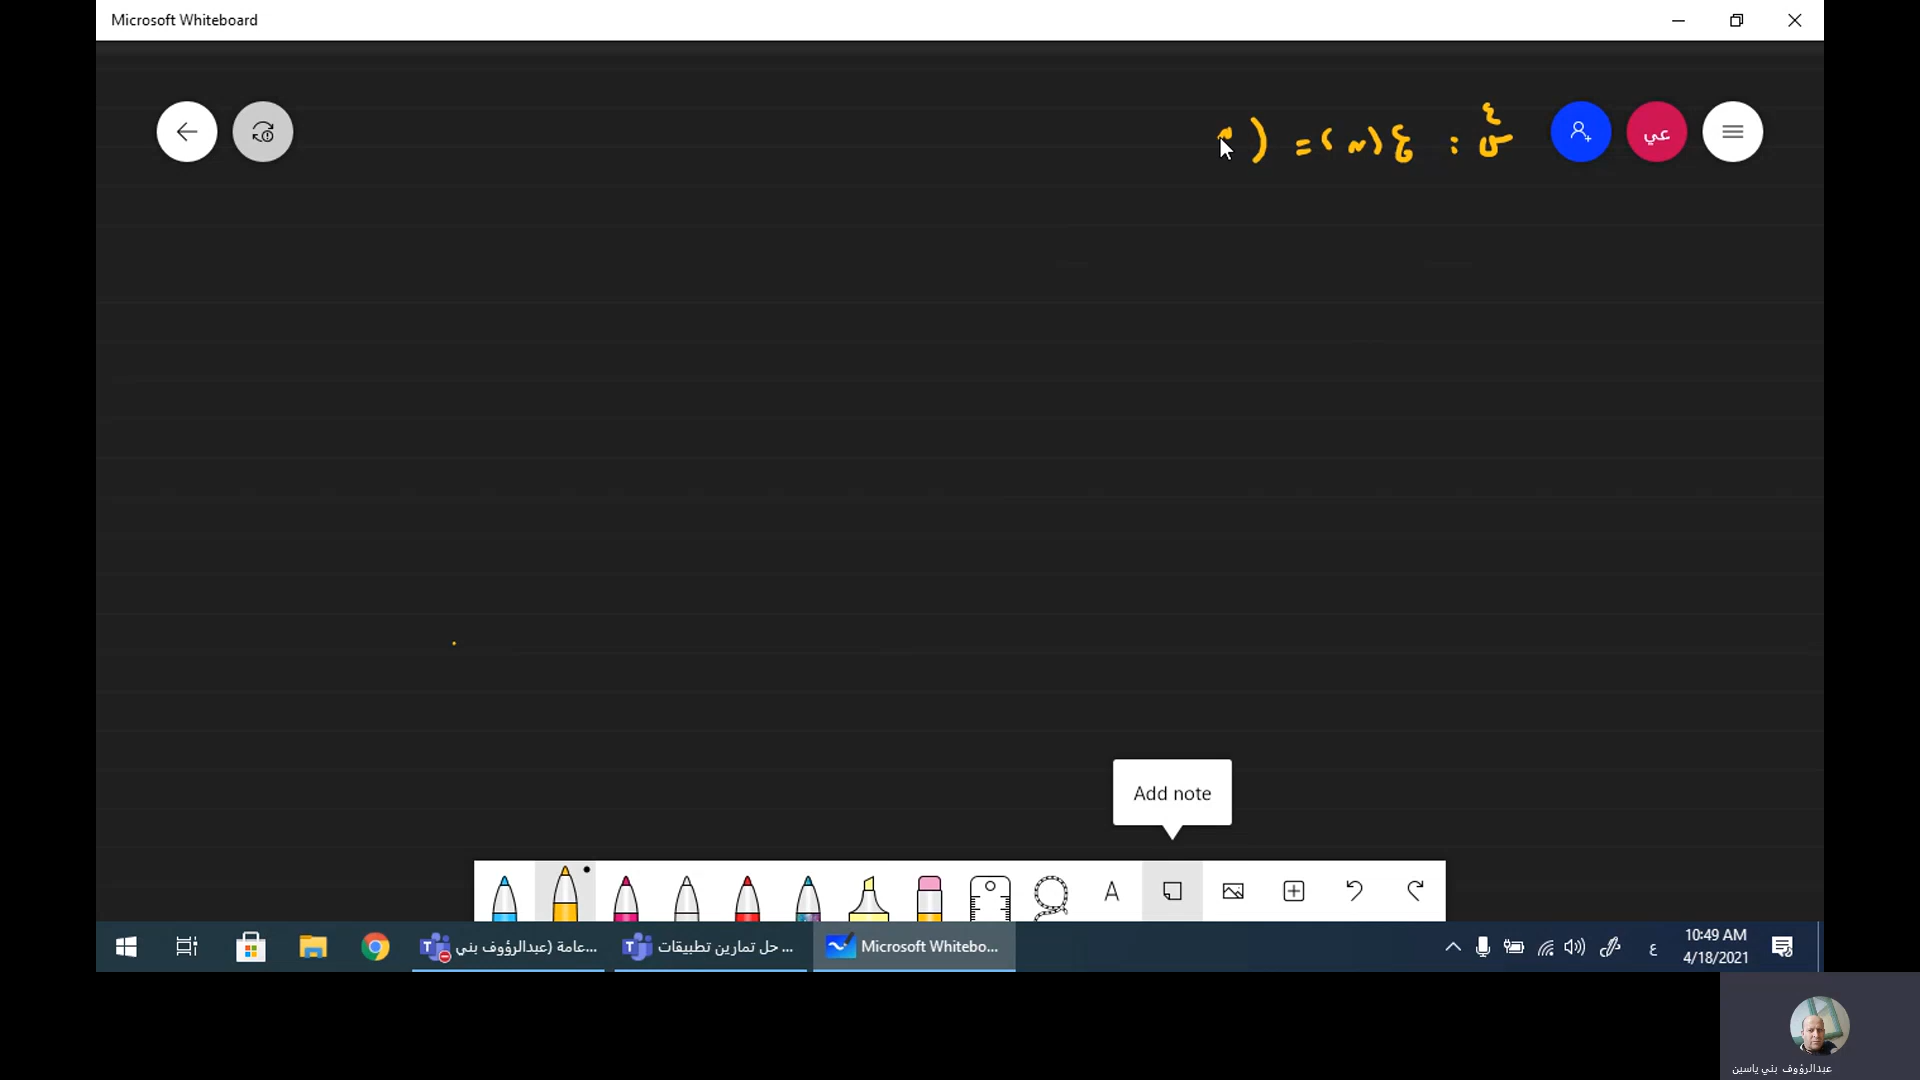 Microsoft Whiteboard
عي
Add note
A
عامة (عبدالرؤوف بني...
حل تمارين تطبيقات ...
Microsoft Whitebo...
ع
10:49 AM
4/18/2021
عبدالرؤوف بني ياسين